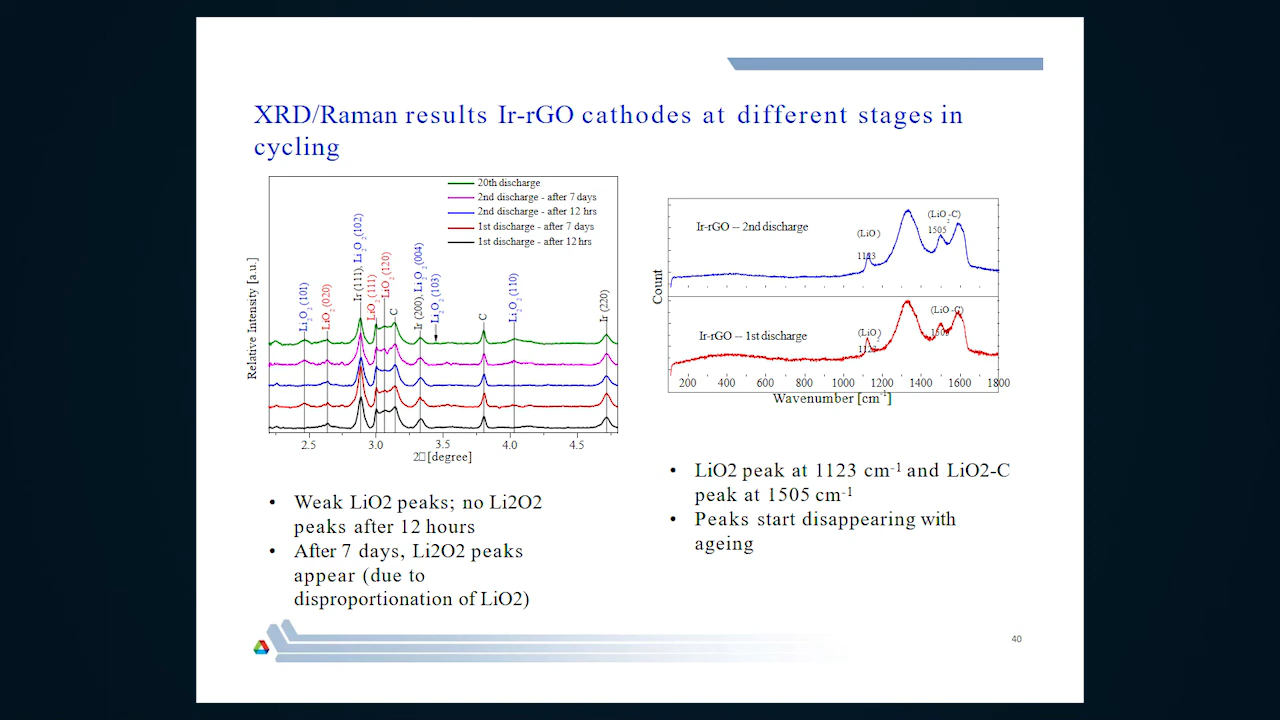 XRD/Raman results Ir-rGO cathodes at different stages in
cycling
20th discharge
2nd discharge - after 7 days
2nd discharge - after 12 hrs
1st discharge - after 7 days
1st discharge - after 12 hrs
Li2O2 (101)
LiO2 (020)
Ir (111), Li2O2 (102)
LiO2 (111)
LiO2 (120)
C
Ir (200), Li2O2 (004)
Li2O2 (103)
C
Li2O2 (110)
Ir (220)
Relative Intensity [a.u.]
2.5 3.0 3.5 4.0 4.5
2□ [degree]
Ir-rGO -- 2nd discharge
(LiO2)
1123
(LiO2-C)
1505
Count
Ir-rGO -- 1st discharge
(LiO2)
1123
(LiO2-C)
1505
200 400 600 800 1000 1200 1400 1600 1800
Wavenumber [cm-1]
• Weak LiO2 peaks; no Li2O2
peaks after 12 hours
• After 7 days, Li2O2 peaks
appear (due to
disproportionation of LiO2)
• LiO2 peak at 1123 cm-1 and LiO2-C
peak at 1505 cm-1
• Peaks start disappearing with
ageing
40